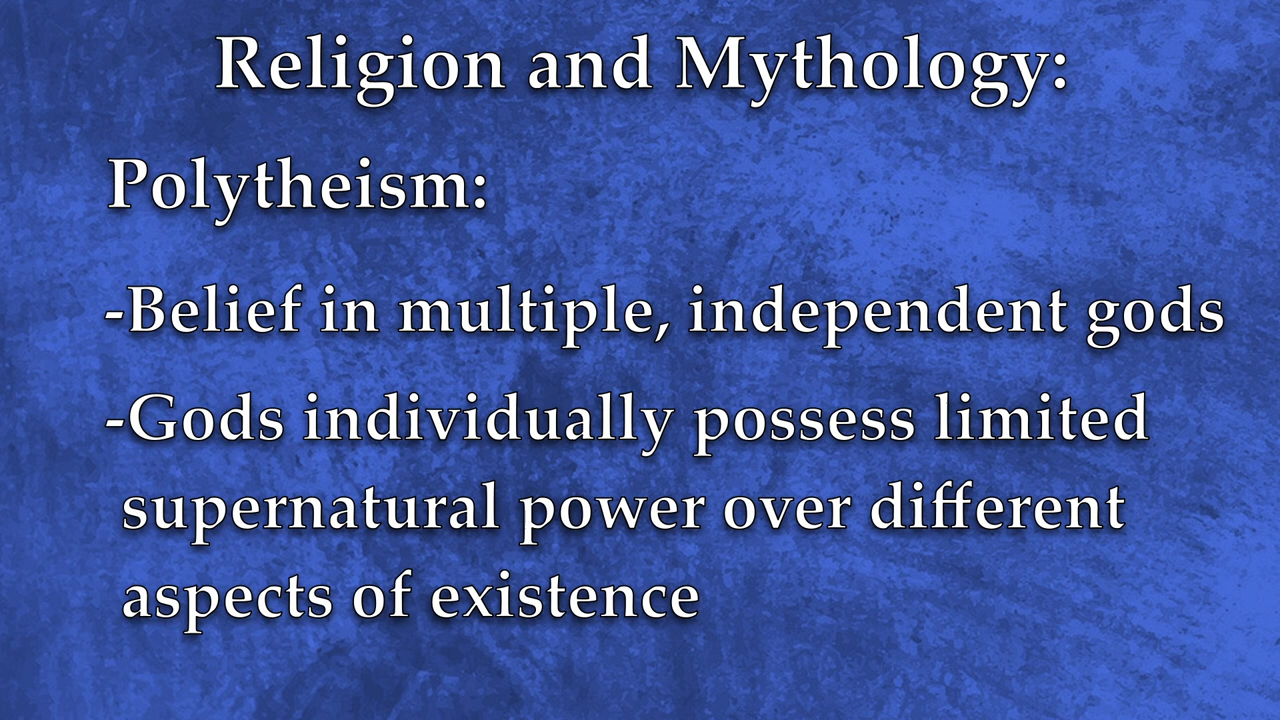 Religion and Mythology:
Polytheism:
-Belief in multiple, independent gods
-Gods individually possess limited
supernatural power over different
aspects of existence